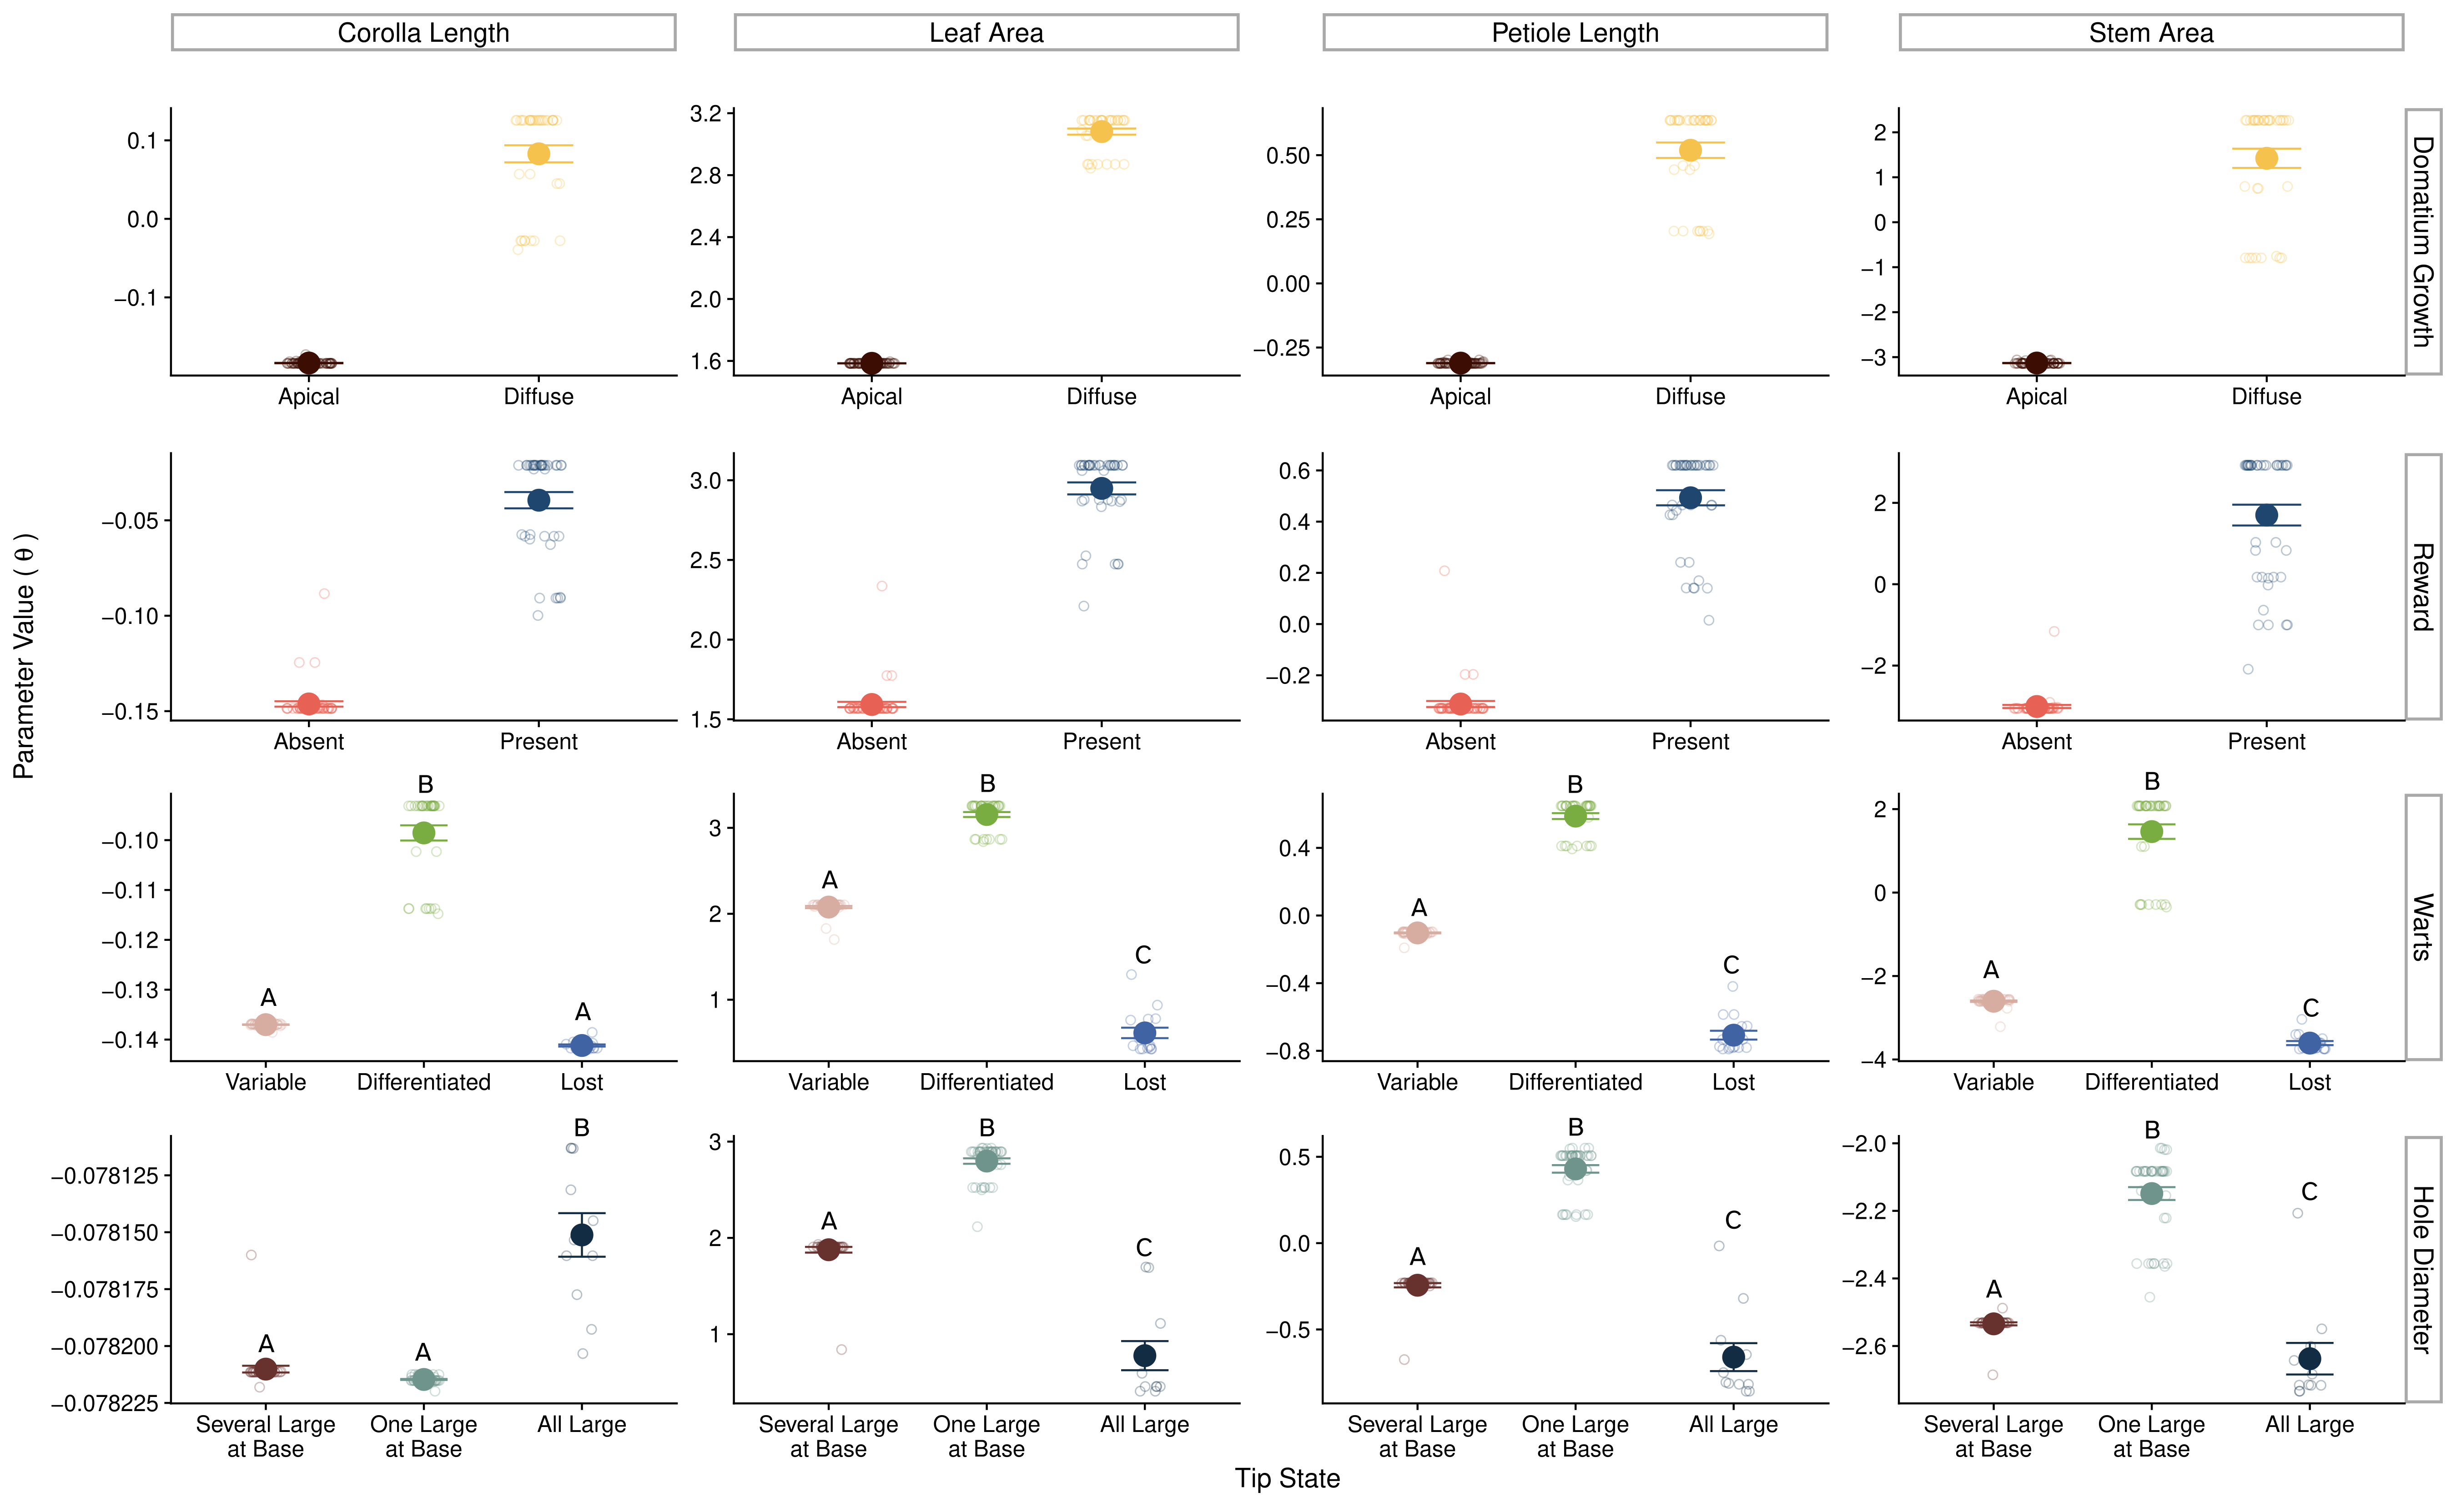 Corolla Length
Leaf Area
Petiole Length
Stem Area
Parameter Value ( θ )
0.1
0.0
−0.1
Apical
Diffuse
3.2
2.8
2.4
2.0
1.6
Apical
Diffuse
0.50
0.25
0.00
−0.25
Apical
Diffuse
2
1
0
−1
−2
−3
Apical
Diffuse
Domatium Growth
−0.05
−0.10
−0.15
Absent
Present
3.0
2.5
2.0
1.5
Absent
Present
0.6
0.4
0.2
0.0
−0.2
Absent
Present
2
0
−2
Absent
Present
Reward
−0.10
−0.11
−0.12
−0.13
−0.14
A
B
A
Variable
Differentiated
Lost
3
2
1
A
B
C
Variable
Differentiated
Lost
0.4
0.0
−0.4
−0.8
A
B
C
Variable
Differentiated
Lost
2
0
−2
−4
A
B
C
Variable
Differentiated
Lost
Warts
−0.078125
−0.078150
−0.078175
−0.078200
−0.078225
A
A
B
Several Large
at Base
One Large
at Base
All Large
3
2
1
A
B
C
Several Large
at Base
One Large
at Base
All Large
0.5
0.0
−0.5
A
B
C
Several Large
at Base
One Large
at Base
All Large
−2.0
−2.2
−2.4
−2.6
A
B
C
Several Large
at Base
One Large
at Base
All Large
Hole Diameter
Tip State